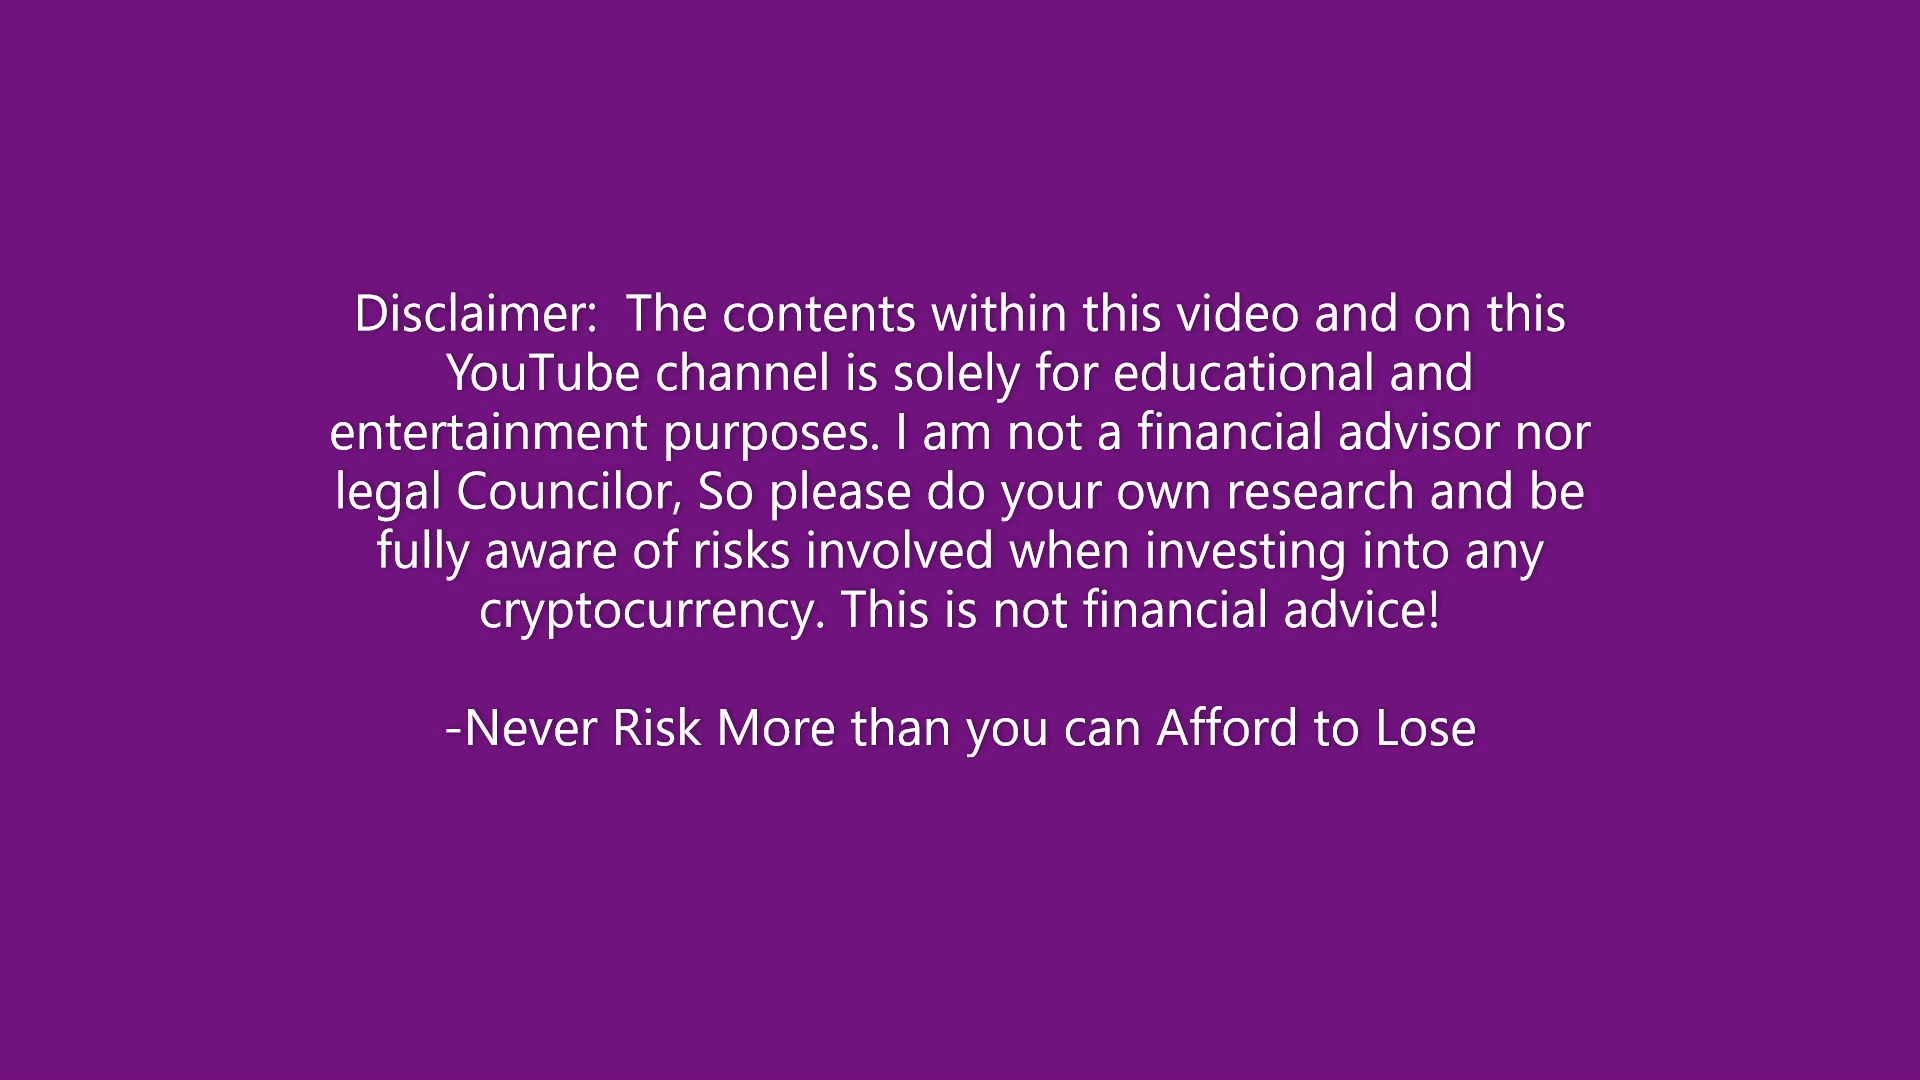 Disclaimer:  The contents within this video and on this
YouTube channel is solely for educational and
entertainment purposes. I am not a financial advisor nor
legal Councilor, So please do your own research and be
fully aware of risks involved when investing into any
cryptocurrency. This is not financial advice!
-Never Risk More than you can Afford to Lose